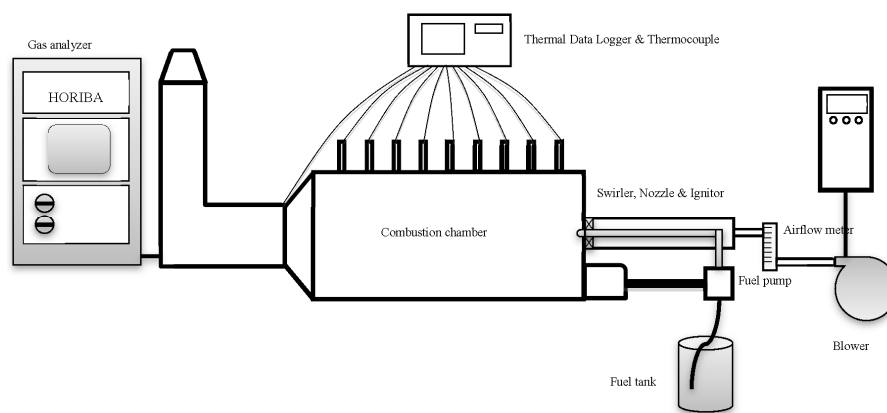 Thermal Data Logger & Thermocouple
Gas analyzer
HORIBA
Swirler, Nozzle & Ignitor
Combustion chamber
Airflow meter
Fuel pump
Blower
Fuel tank